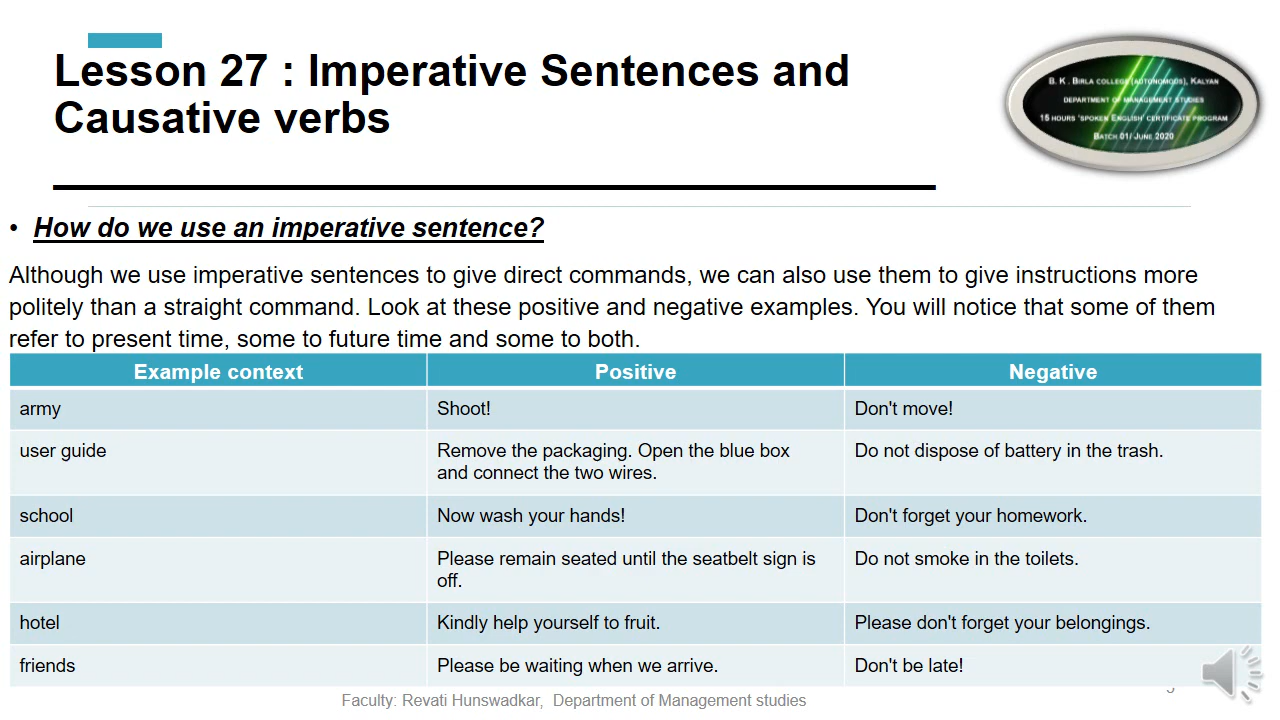 Lesson 27 : Imperative Sentences and
Causative verbs
B. K . Birla college (autonomous), Kalyan
department of management studies
15 hours 'spoken English' certificate program
Batch 01/ June 2020
• How do we use an imperative sentence?
Although we use imperative sentences to give direct commands, we can also use them to give instructions more
politely than a straight command. Look at these positive and negative examples. You will notice that some of them
refer to present time, some to future time and some to both.
Example context Positive Negative
army Shoot! Don't move!
user guide Remove the packaging. Open the blue box Do not dispose of battery in the trash.
and connect the two wires.
school Now wash your hands! Don't forget your homework.
airplane Please remain seated until the seatbelt sign is Do not smoke in the toilets.
off.
hotel Kindly help yourself to fruit. Please don't forget your belongings.
friends Please be waiting when we arrive. Don't be late!
Faculty: Revati Hunswadkar, Department of Management studies